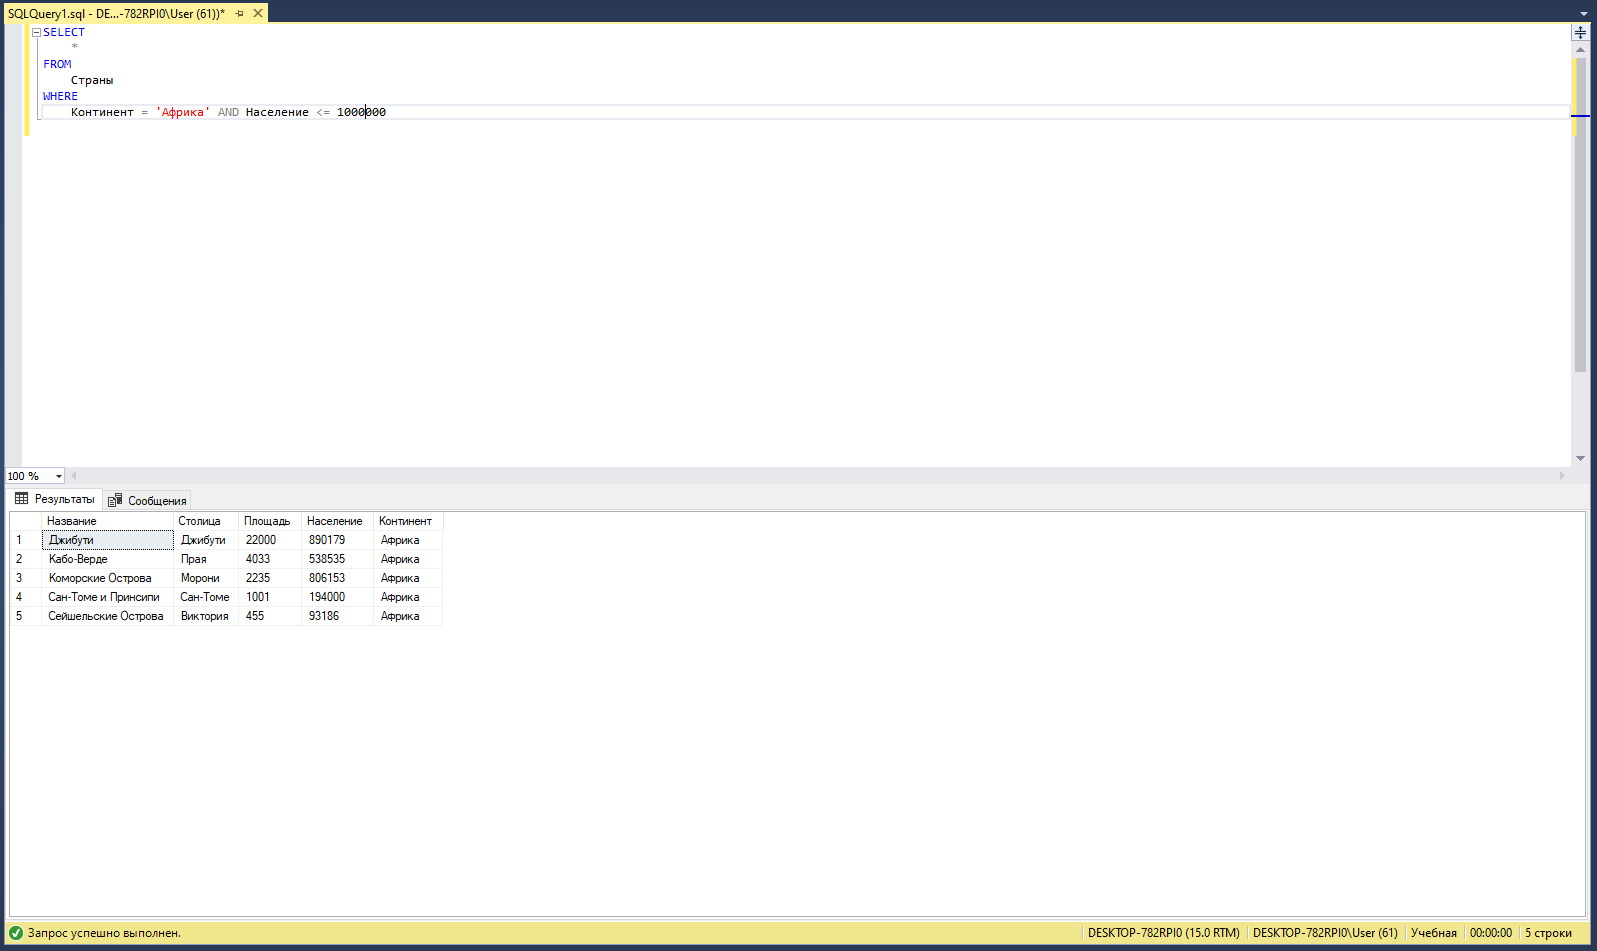 SQLQuery1.sql - DE...-782RPI0\User (61))*
SELECT
*
FROM
Страны
WHERE
Континент = 'Африка' AND Население <= 1000000
100 %
Результаты Сообщения
Название Столица Площадь Население Континент
1 Джибути Джибути 22000 890179 Африка
2 Кабо-Верде Прая 4033 538535 Африка
3 Коморские Острова Морони 2235 806153 Африка
4 Сан-Томе и Принсипи Сан-Томе 1001 194000 Африка
5 Сейшельские Острова Виктория 455 93186 Африка
Запрос успешно выполнен. DESKTOP-782RPI0 (15.0 RTM) DESKTOP-782RPI0\User (61) Учебная 00:00:00 5 строки